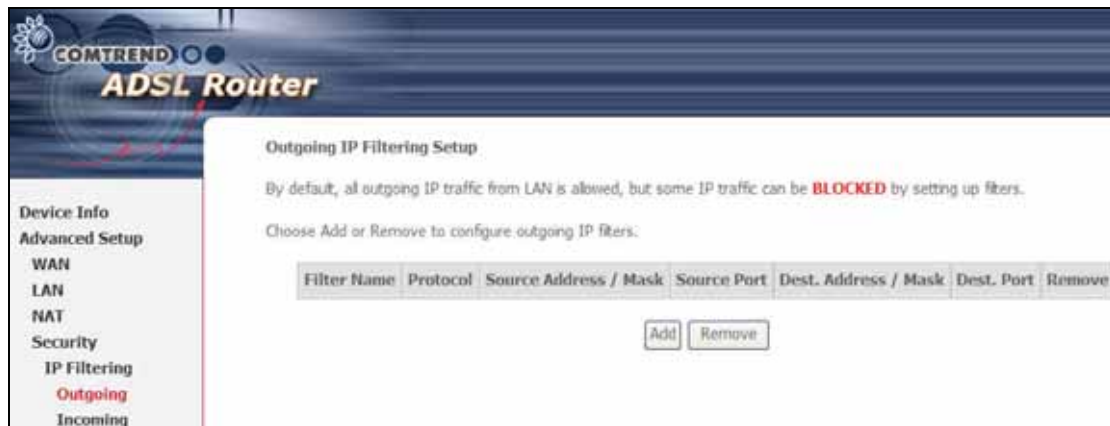 COMTREND
ADSL Router
Outgoing IP Filtering Setup
By default, all outgoing IP traffic from LAN is allowed, but some IP traffic can be BLOCKED by setting up filters.
Choose Add or Remove to configure outgoing IP filters.
Filter Name Protocol Source Address / Mask Source Port Dest. Address / Mask Dest. Port Remove
Add Remove
Device Info
Advanced Setup
WAN
LAN
NAT
Security
IP Filtering
Outgoing
Incoming